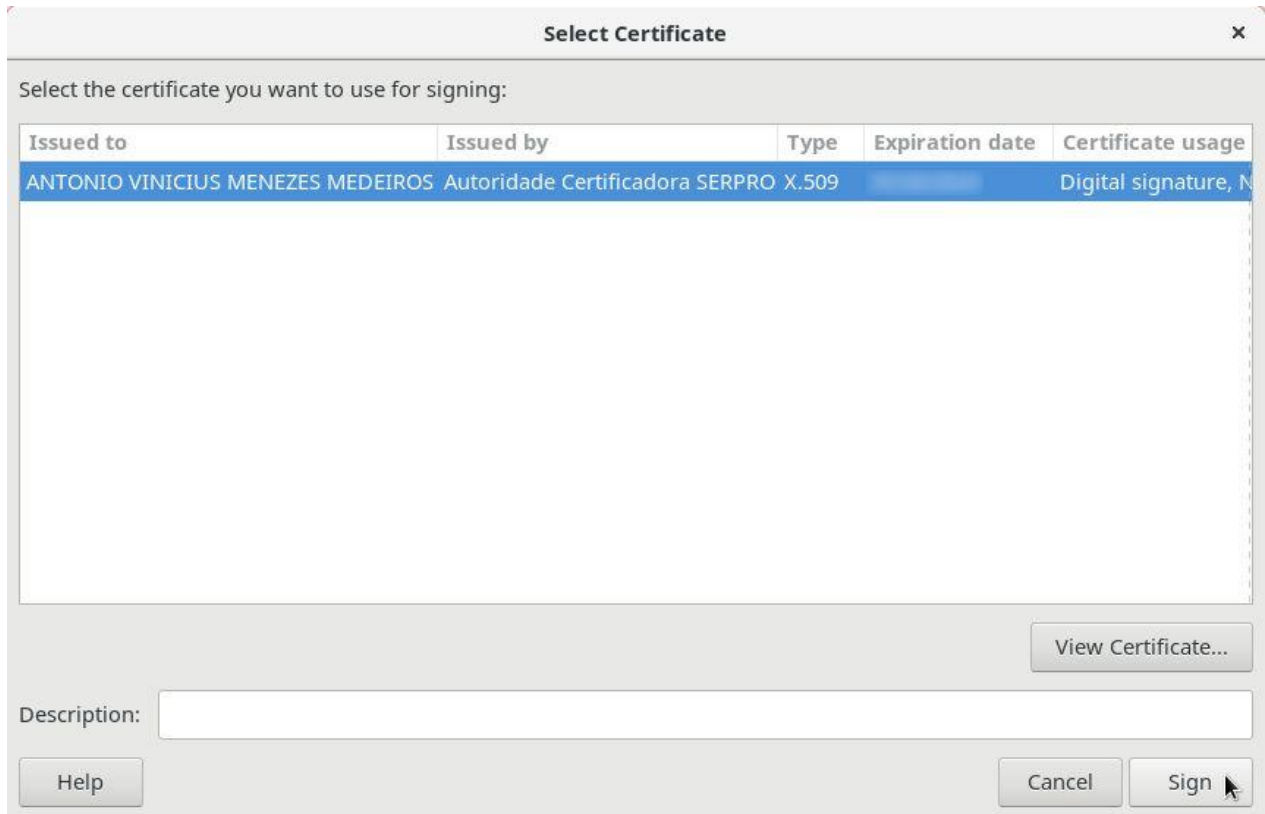 Select Certificate
Select the certificate you want to use for signing:
Issued to Issued by Type Expiration date Certificate usage
ANTONIO VINICIUS MENEZES MEDEIROS Autoridade Certificadora SERPRO X.509 Digital signature, N
View Certificate...
Description:
Help Cancel Sign